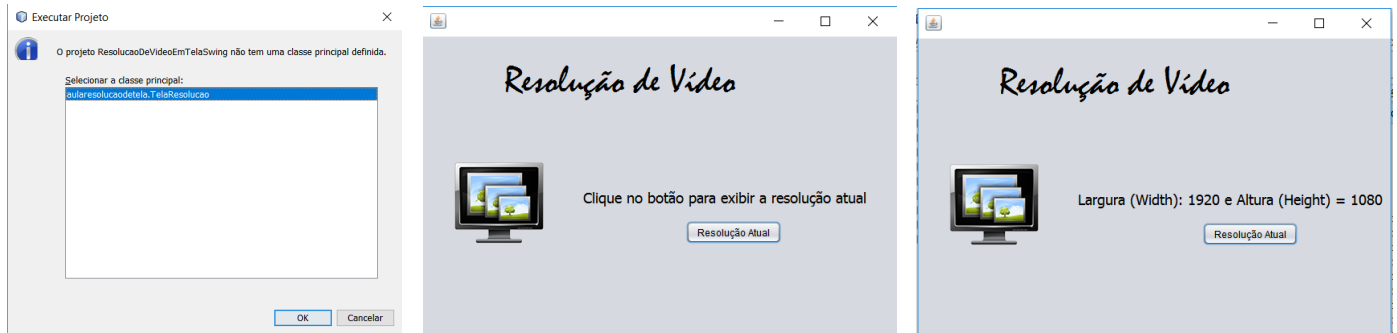 Executar Projeto
O projeto ResolucaoDeVideoEmTelaSwing não tem uma classe principal definida.
Selecionar a classe principal:
aularesolucaodetela.TelaResolucao
OK
Cancelar
Resolução de Vídeo
Clique no botão para exibir a resolução atual
Resolução Atual
Resolução de Vídeo
Largura (Width): 1920 e Altura (Height) = 1080
Resolução Atual